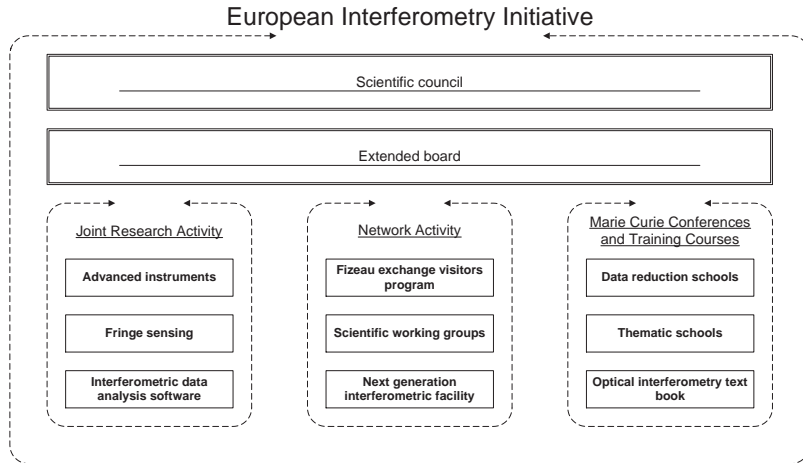 European Interferometry Initiative
Scientific council
Extended board
Joint Research Activity
Advanced instruments
Fringe sensing
Interferometric data
analysis software
Network Activity
Fizeau exchange visitors
program
Scientific working groups
Next generation
interferometric facility
Marie Curie Conferences
and Training Courses
Data reduction schools
Thematic schools
Optical interferometry text
book